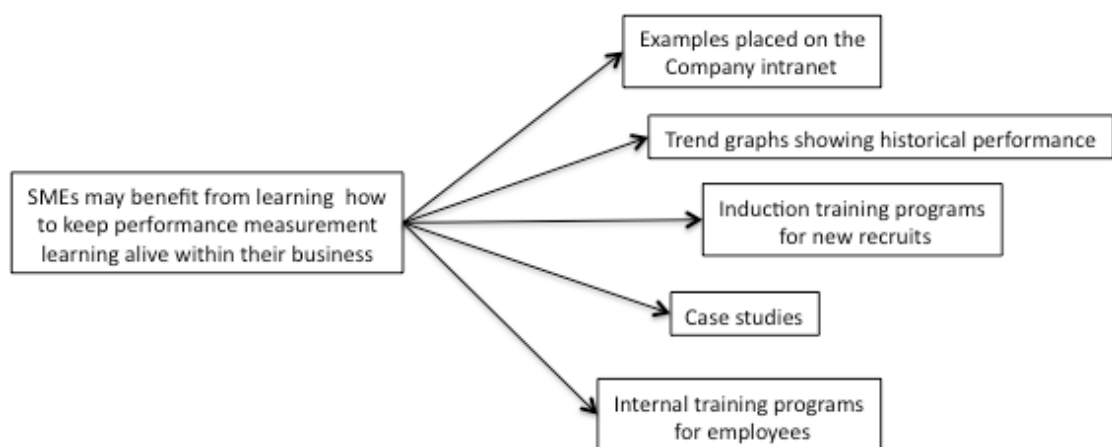 Examples placed on the
Company intranet
Trend graphs showing historical performance
SMEs may benefit from learning how
to keep performance measurement
learning alive within their business
Induction training programs
for new recruits
Case studies
Internal training programs
for employees